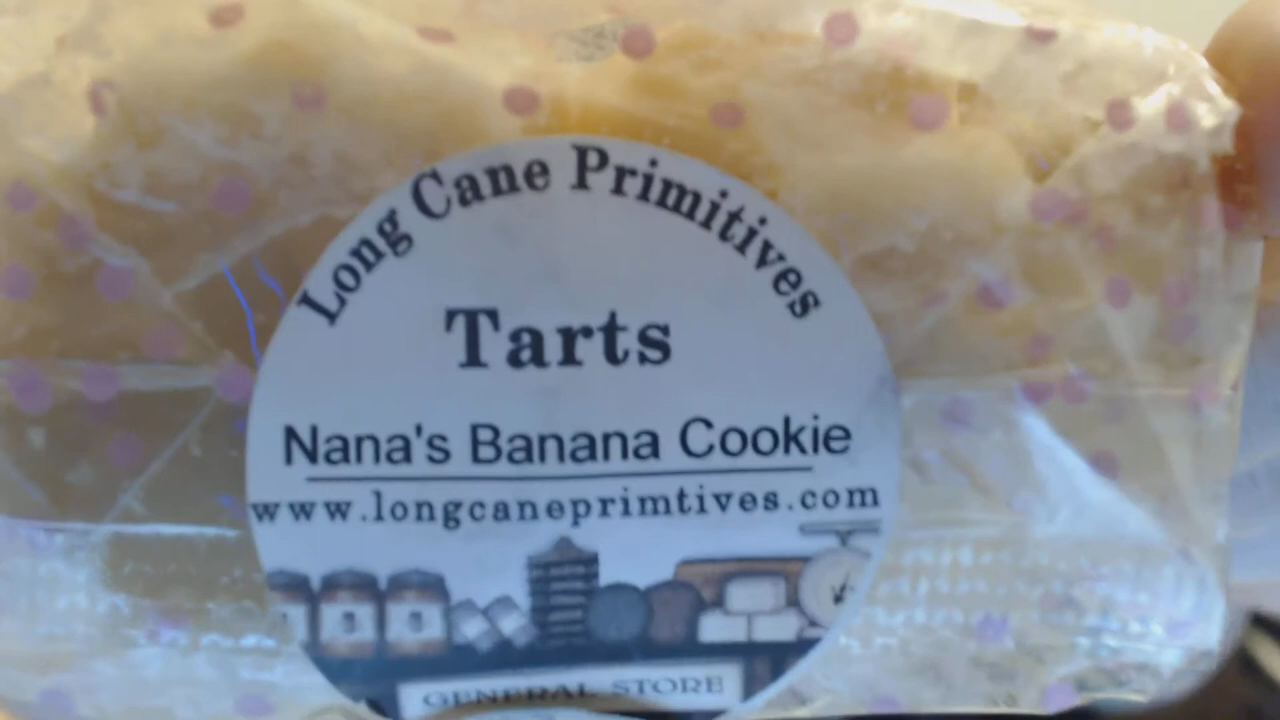 Long Cane Primitives
Tarts
Nana's Banana Cookie
www.longcaneprimtives.com
GENERAL STORE